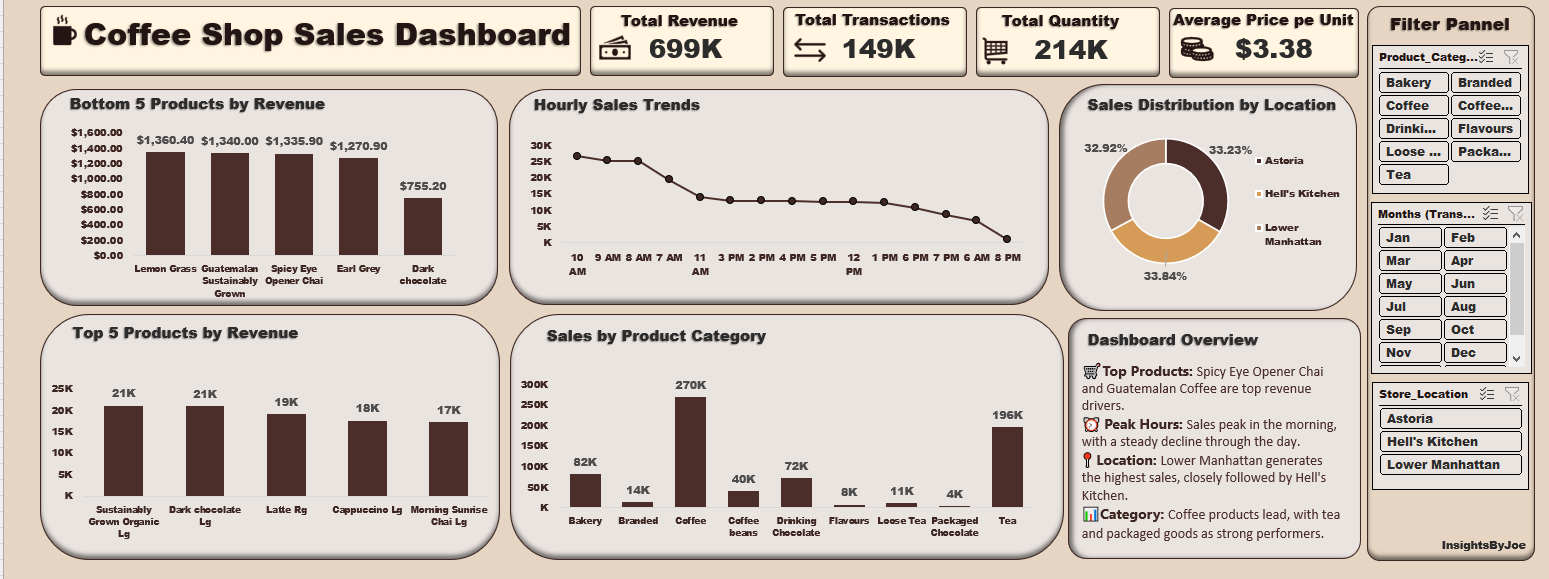 Coffee Shop Sales Dashboard
Total Revenue
699K
Total Transactions
149K
Total Quantity
214K
Average Price pe Unit
$3.38
Bottom 5 Products by Revenue
$1,600.00
$1,400.00
$1,200.00
$1,000.00
$800.00
$600.00
$400.00
$200.00
$0.00
$1,360.40 $1,340.00 $1,335.90 $1,270.90
$755.20
Lemon Grass Guatemalan Spicy Eye Earl Grey Dark
Sustainably Opener Chai chocolate
Grown
Hourly Sales Trends
30K
25K
20K
15K
10K
5K
K
10 9 AM 8 AM 7 AM 11 3 PM 2 PM 4 PM 5 PM 12 1 PM 6 PM 7 PM 6 AM 8 PM
AM AM PM
Sales Distribution by Location
32.92%
33.23%
33.84%
Astoria
Hell's Kitchen
Lower
Manhattan
Top 5 Products by Revenue
25K
20K
15K
10K
5K
K
21K 21K 19K 18K 17K
Sustainably Dark chocolate Latte Rg Cappuccino Lg Morning Sunrise
Grown Organic Lg Chai Lg
Lg
Sales by Product Category
300K
250K
200K
150K
100K
50K
K
82K 14K 270K 40K 72K 8K 11K 4K 196K
Bakery Branded Coffee Coffee Drinking Flavours Loose Tea Packaged Tea
beans Chocolate Chocolate
Dashboard Overview
Top Products: Spicy Eye Opener Chai
and Guatemalan Coffee are top revenue
drivers.
Peak Hours: Sales peak in the morning,
with a steady decline through the day.
Location: Lower Manhattan generates
the highest sales, closely followed by Hell's
Kitchen.
Category: Coffee products lead, with tea
and packaged goods as strong performers.
Filter Pannel
Product_Categ...
Bakery Branded
Coffee Coffee...
Drinki... Flavours
Loose ... Packa...
Tea
Months (Trans...
Jan Feb
Mar Apr
May Jun
Jul Aug
Sep Oct
Nov Dec
Store_Location
Astoria
Hell's Kitchen
Lower Manhattan
InsightsByJoe